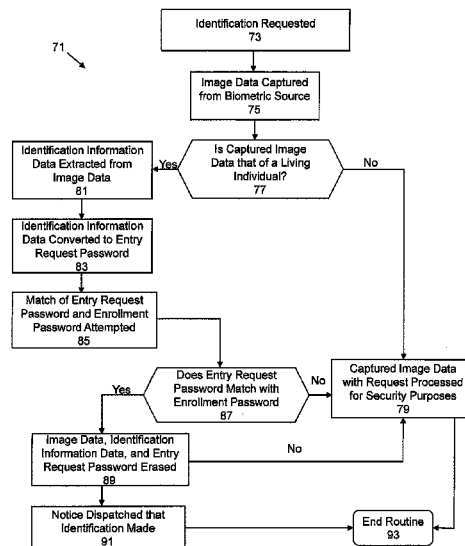 Identification Requested
73
71
Image Data Captured
from Biometric Source
75
Is Captured Image
Data that of a Living
Individual?
77
Yes
No
Identification Information
Data Extracted from
Image Data
81
Identification Information
Data Converted to Entry
Request Password
83
Match of Entry Request
Password and Enrollment
Password Attempted
85
Does Entry Request
Password Match with
Enrollment Password
87
Yes
No
Captured Image Data
with Request Processed
for Security Purposes
79
Image Data, Identification
Information Data, and Entry
Request Password Erased
89
No
Notice Dispatched that
Identification Made
91
End Routine
93